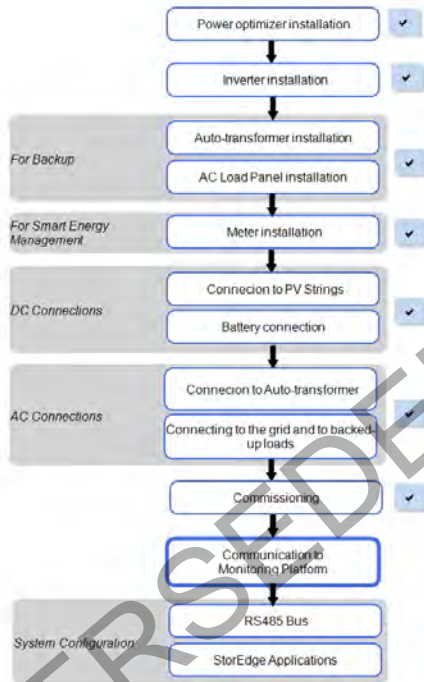 Power optimizer installation
Inverter installation
For Backup
Auto-transformer installation
AC Load Panel installation
For Smart Energy
Management
Meter installation
DC Connections
Connecion to PV Strings
Battery connection
AC Connections
Connecion to Auto-transformer
Connecting to the grid and to backed-
up loads
Commissioning
Communication to
Monitoring Platform
System Configuration
RS485 Bus
StorEdge Applications